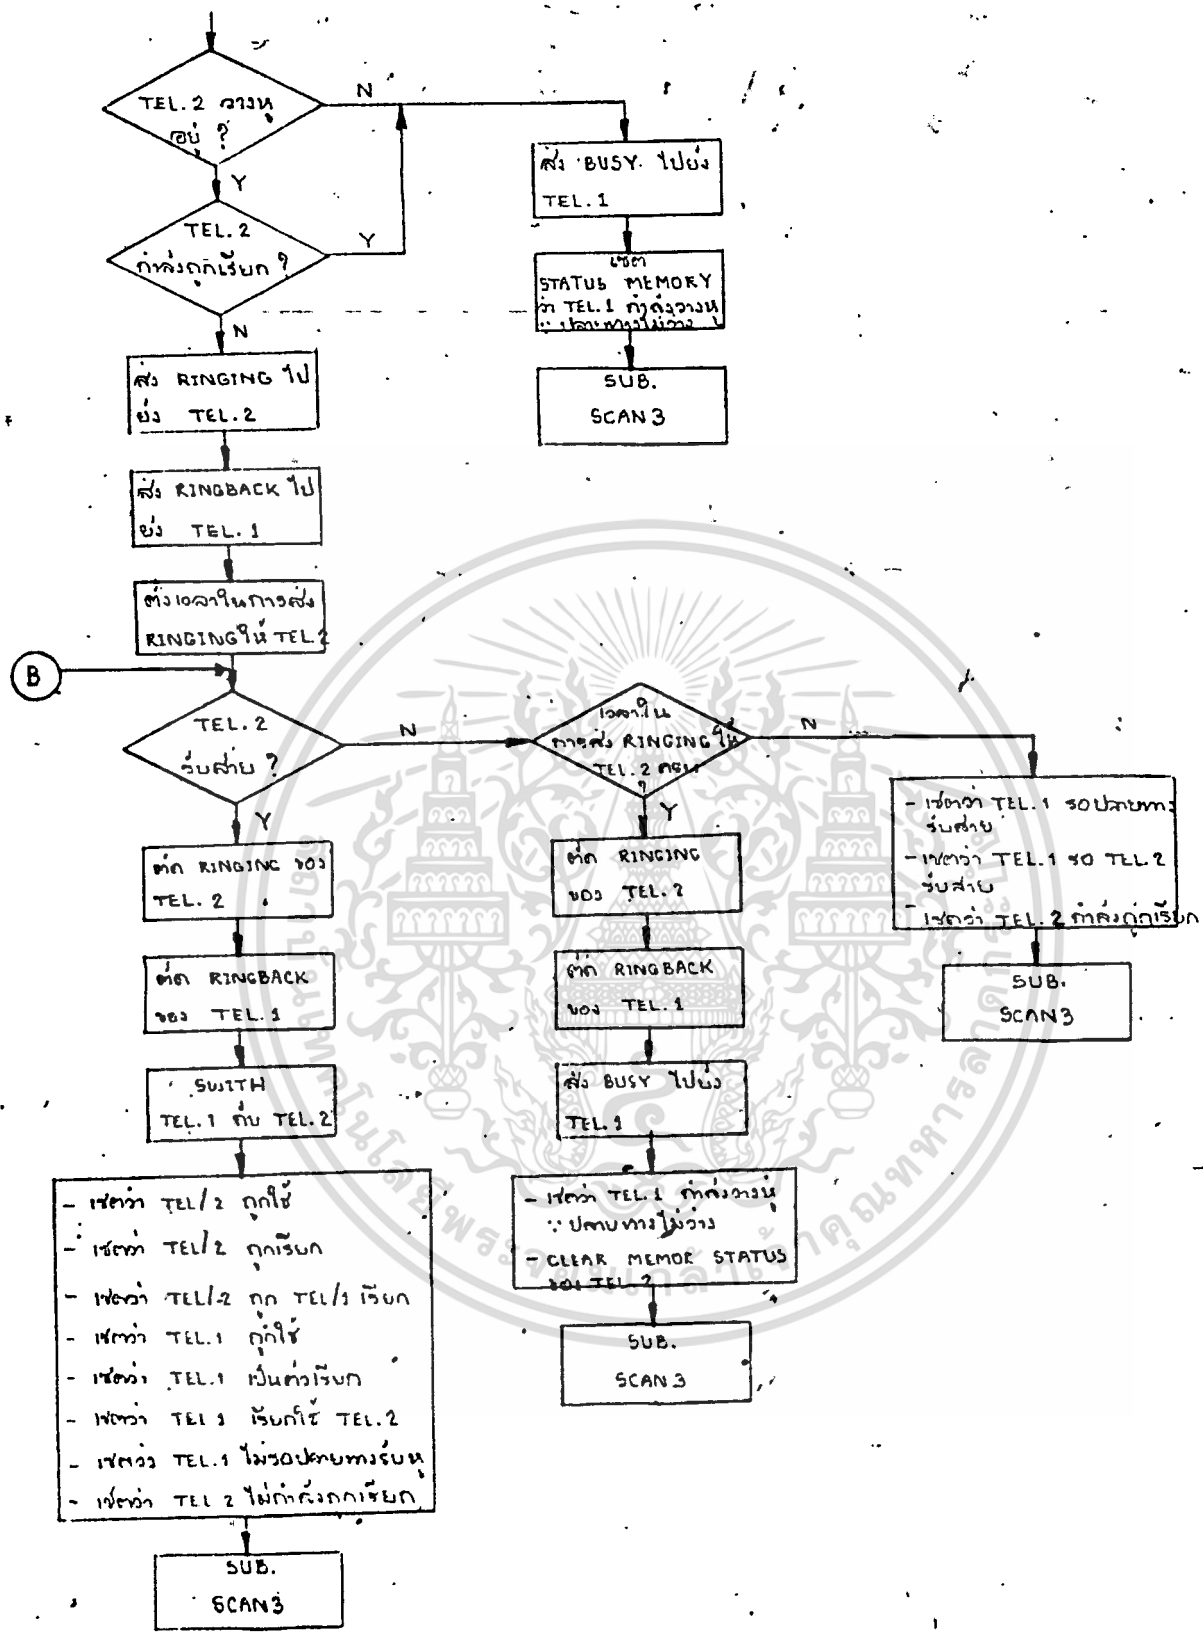 TEL.2 วางหู
อยู่ ?
N
Y
TEL.2
กำลังถูกเรียก ?
Y
N
ส่ง BUSY ไปยัง
TEL.1
เซต
STATUS MEMORY
ว่า TEL.1 กำลังวางหู
∵ ปลายทางไม่ว่าง
SUB.
SCAN3
ส่ง RINGING ไป
ยัง TEL.2
ส่ง RINGBACK ไป
ยัง TEL.1
ตั้งเวลาในการส่ง
RINGING ให้ TEL.2
B
TEL.2
รับสาย ?
N
Y
เวลาใน
การส่ง RINGING ให้
TEL.2 ครบ
?
N
Y
- เซตว่า TEL.1 รอปลายทาง
รับสาย
- เซตว่า TEL.1 รอ TEL.2
รับสาย
- เซตว่า TEL.2 กำลังถูกเรียก
SUB.
SCAN3
ตัด RINGING ของ
TEL.2
ตัด RINGBACK
ของ TEL.1
SWITH
TEL.1 กับ TEL.2
- เซตว่า TEL/2 ถูกใช้
- เซตว่า TEL/2 ถูกเรียก
- เซตว่า TEL/2 ถูก TEL/1 เรียก
- เซตว่า TEL.1 ถูกใช้
- เซตว่า TEL.1 เป็นตัวเรียก
- เซตว่า TEL 1 เรียกใช้ TEL.2
- เซตว่า TEL.1 ไม่รอปลายทางรับหู
- เซตว่า TEL 2 ไม่กำลังถูกเรียก
SUB.
SCAN3
ตัด RINGING
ของ TEL.2
ตัด RINGBACK
ของ TEL.1
ส่ง BUSY ไปยัง
TEL.1
- เซตว่า TEL.1 กำลังวางหู
∵ ปลายทางไม่ว่าง
- CLEAR MEMOR STATUS
ของ TEL.2
SUB.
SCAN3